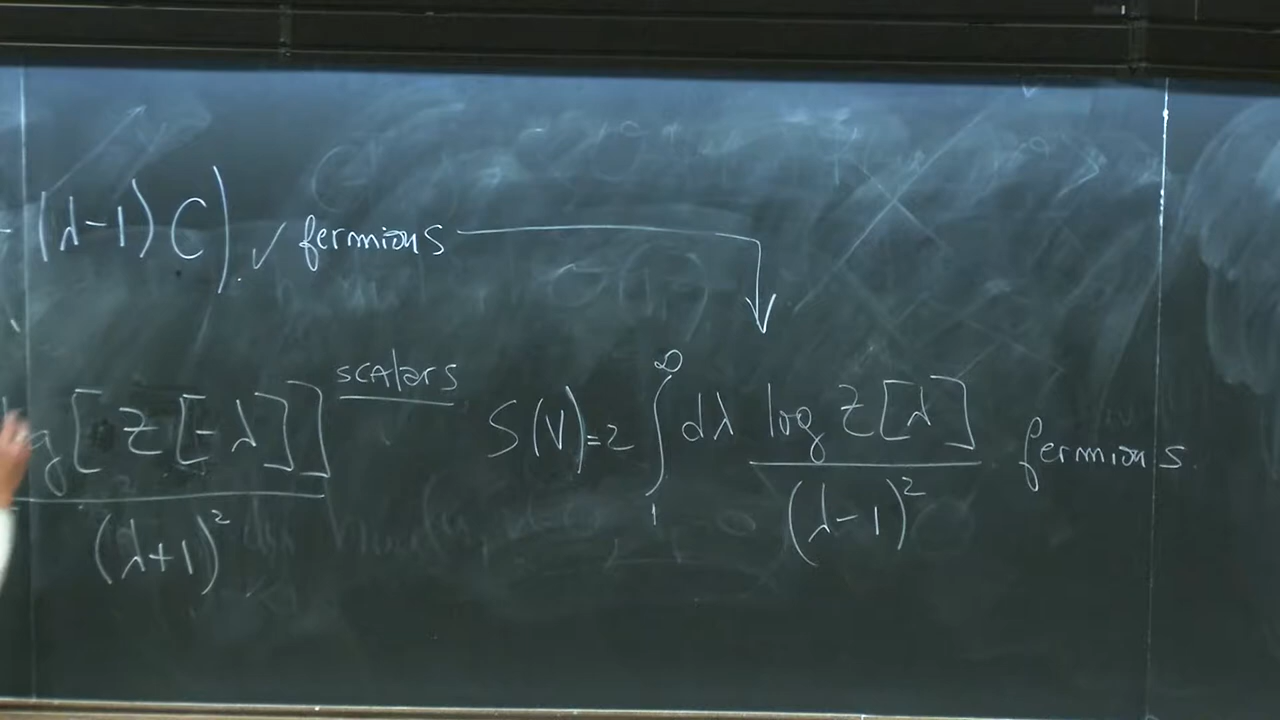 - (λ-1) C) . ✓ fermions
g[ Z [-λ]] / (λ+1)² scalars
S(V) = 2 ∫₁^∞ dλ log Z[λ] / (λ-1)² fermions